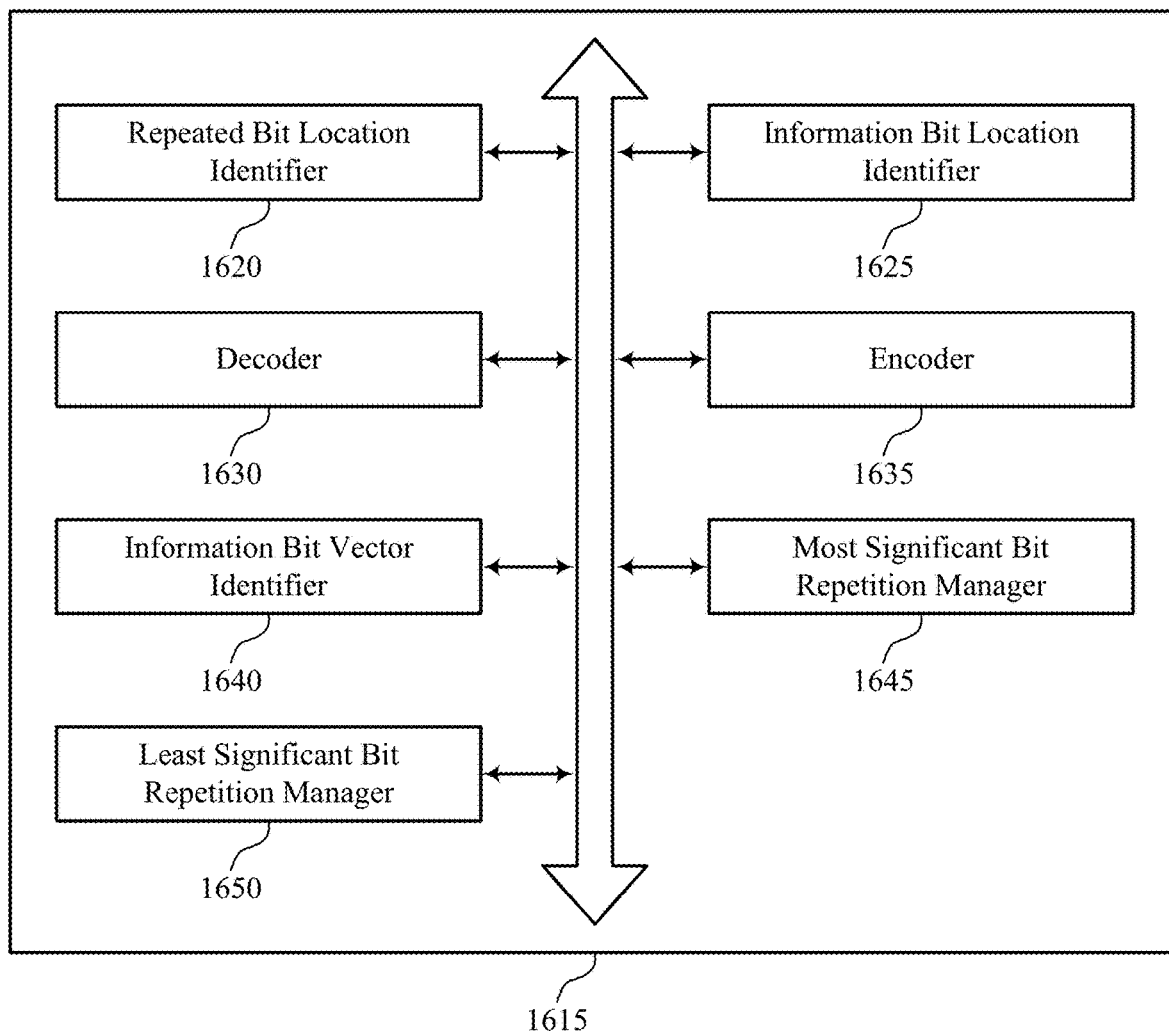 Repeated Bit Location
Identifier
1620
Information Bit Location
Identifier
1625
Decoder
1630
Encoder
1635
Information Bit Vector
Identifier
1640
Most Significant Bit
Repetition Manager
1645
Least Significant Bit
Repetition Manager
1650
1615